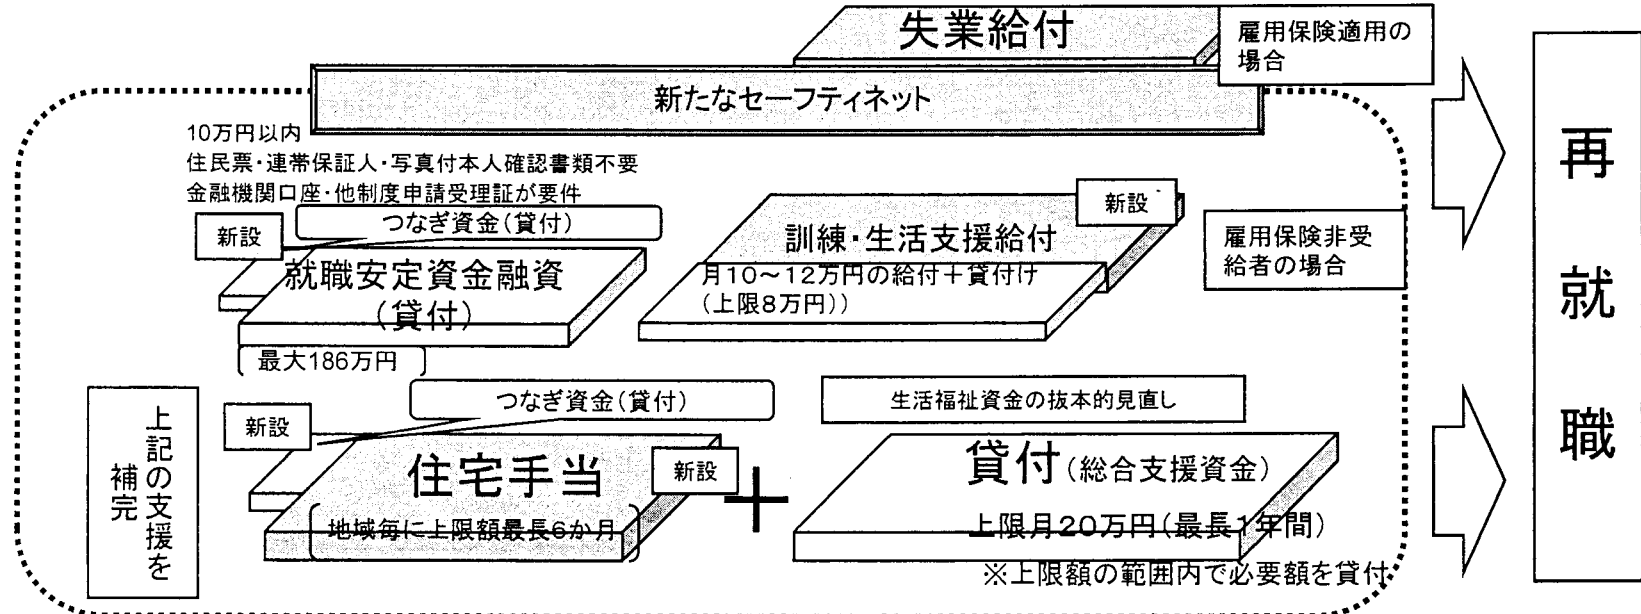 失業給付
雇用保険適用の
場合
新たなセーフティネット
10万円以内
住民票・連帯保証人・写真付本人確認書類不要
金融機関口座・他制度申請受理証が要件
新設
つなぎ資金(貸付)
就職安定資金融資
(貸付)
最大186万円
新設
訓練・生活支援給付
月10～12万円の給付＋貸付け
(上限8万円))
雇用保険非受
給者の場合
上記の支援を
補完
新設
つなぎ資金(貸付)
住宅手当
新設
地域毎に上限額最長6か月
＋
生活福祉資金の抜本的見直し
貸付(総合支援資金)
上限月20万円(最長1年間)
※上限額の範囲内で必要額を貸付
再就職